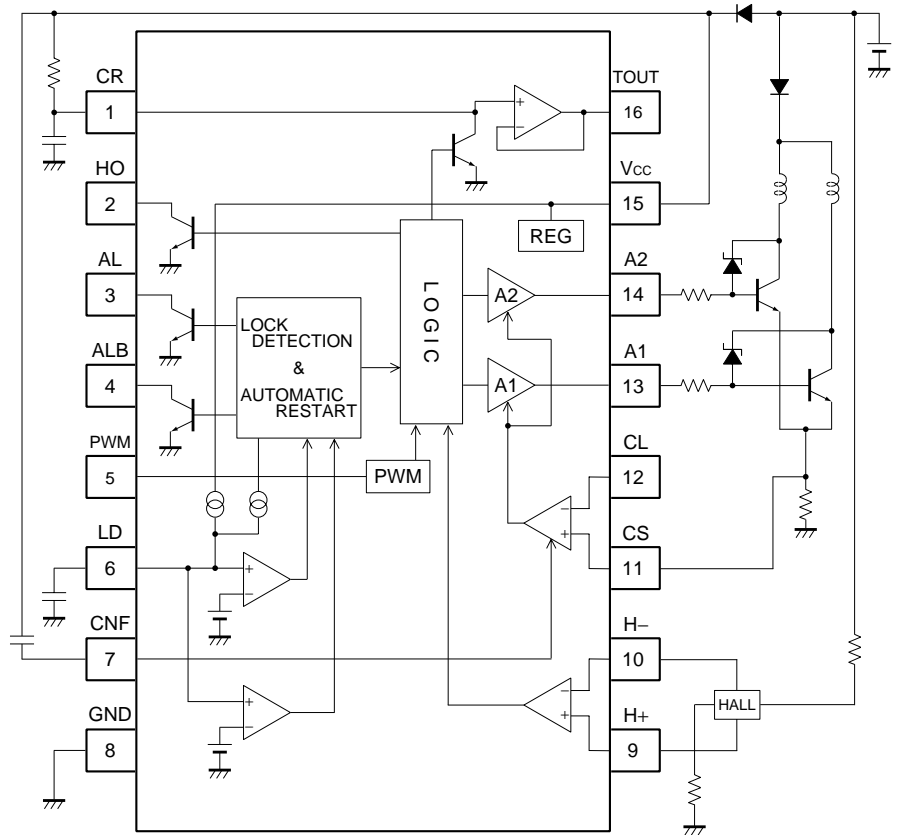 CR
1
HO
2
AL
3
ALB
4
PWM
5
LD
6
CNF
7
GND
8
TOUT
16
VCC
15
A2
14
A1
13
CL
12
CS
11
H−
10
H+
9
REG
LOGIC
A2
A1
LOCK
DETECTION
&
AUTOMATIC
RESTART
PWM
HALL
+
−
+
−
+
−
−
+
−
+